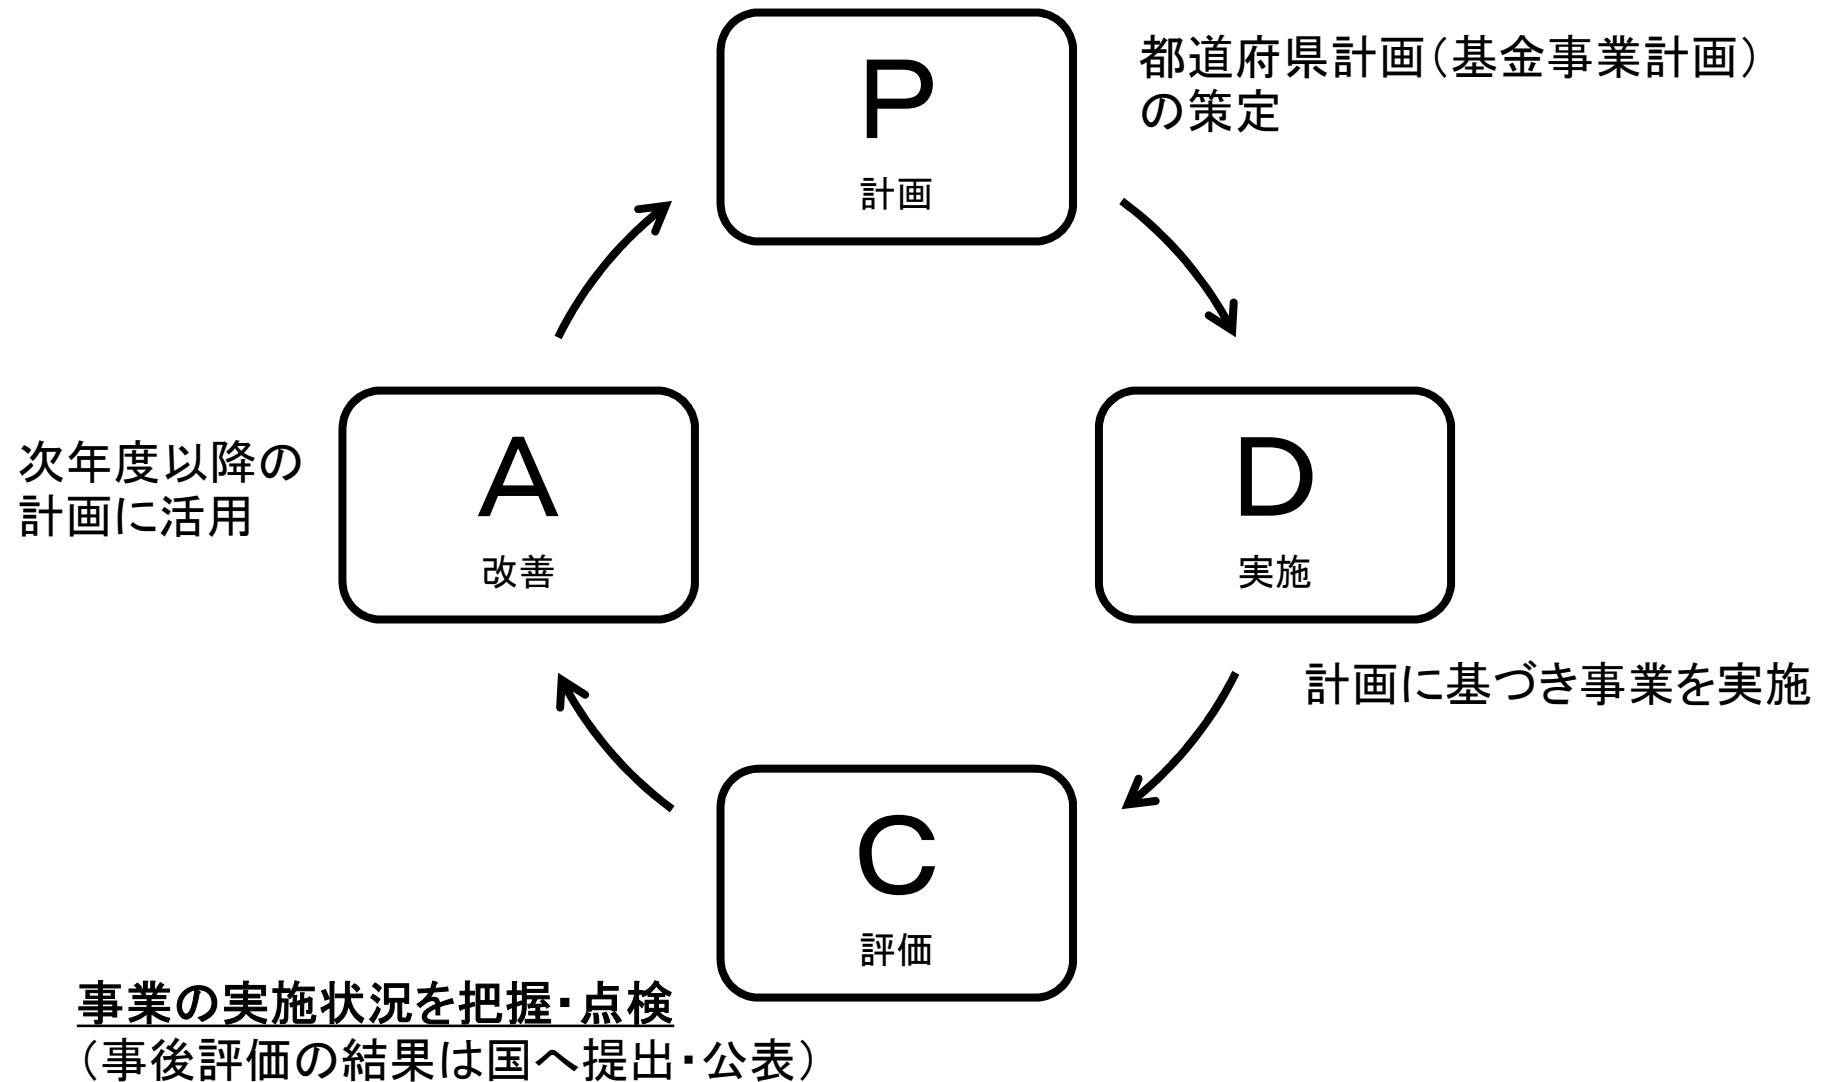 P
計画
都道府県計画（基金事業計画）
の策定
D
実施
計画に基づき事業を実施
C
評価
事業の実施状況を把握・点検
（事後評価の結果は国へ提出・公表）
A
改善
次年度以降の
計画に活用